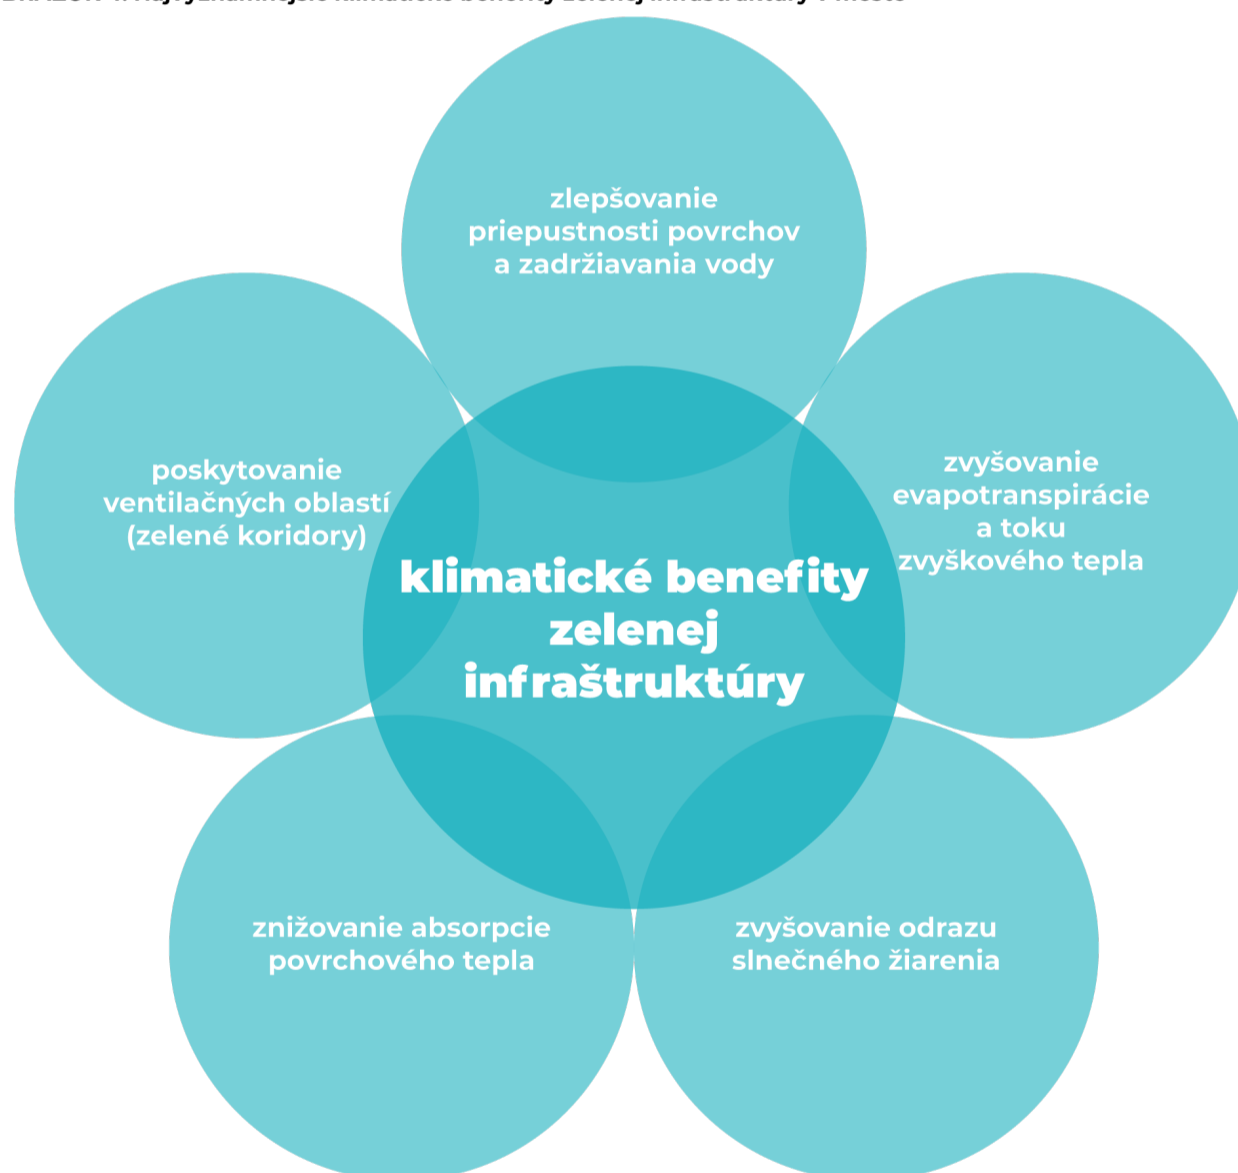 zlepšovanie
priepustnosti povrchov
a zadržiavania vody
poskytovanie
ventilačných oblastí
(zelené koridory)
zvyšovanie
evapotranspirácie
a toku
zvyškového tepla
klimatické benefity
zelenej
infraštruktúry
znižovanie absorpcie
povrchového tepla
zvyšovanie odrazu
slnečného žiarenia